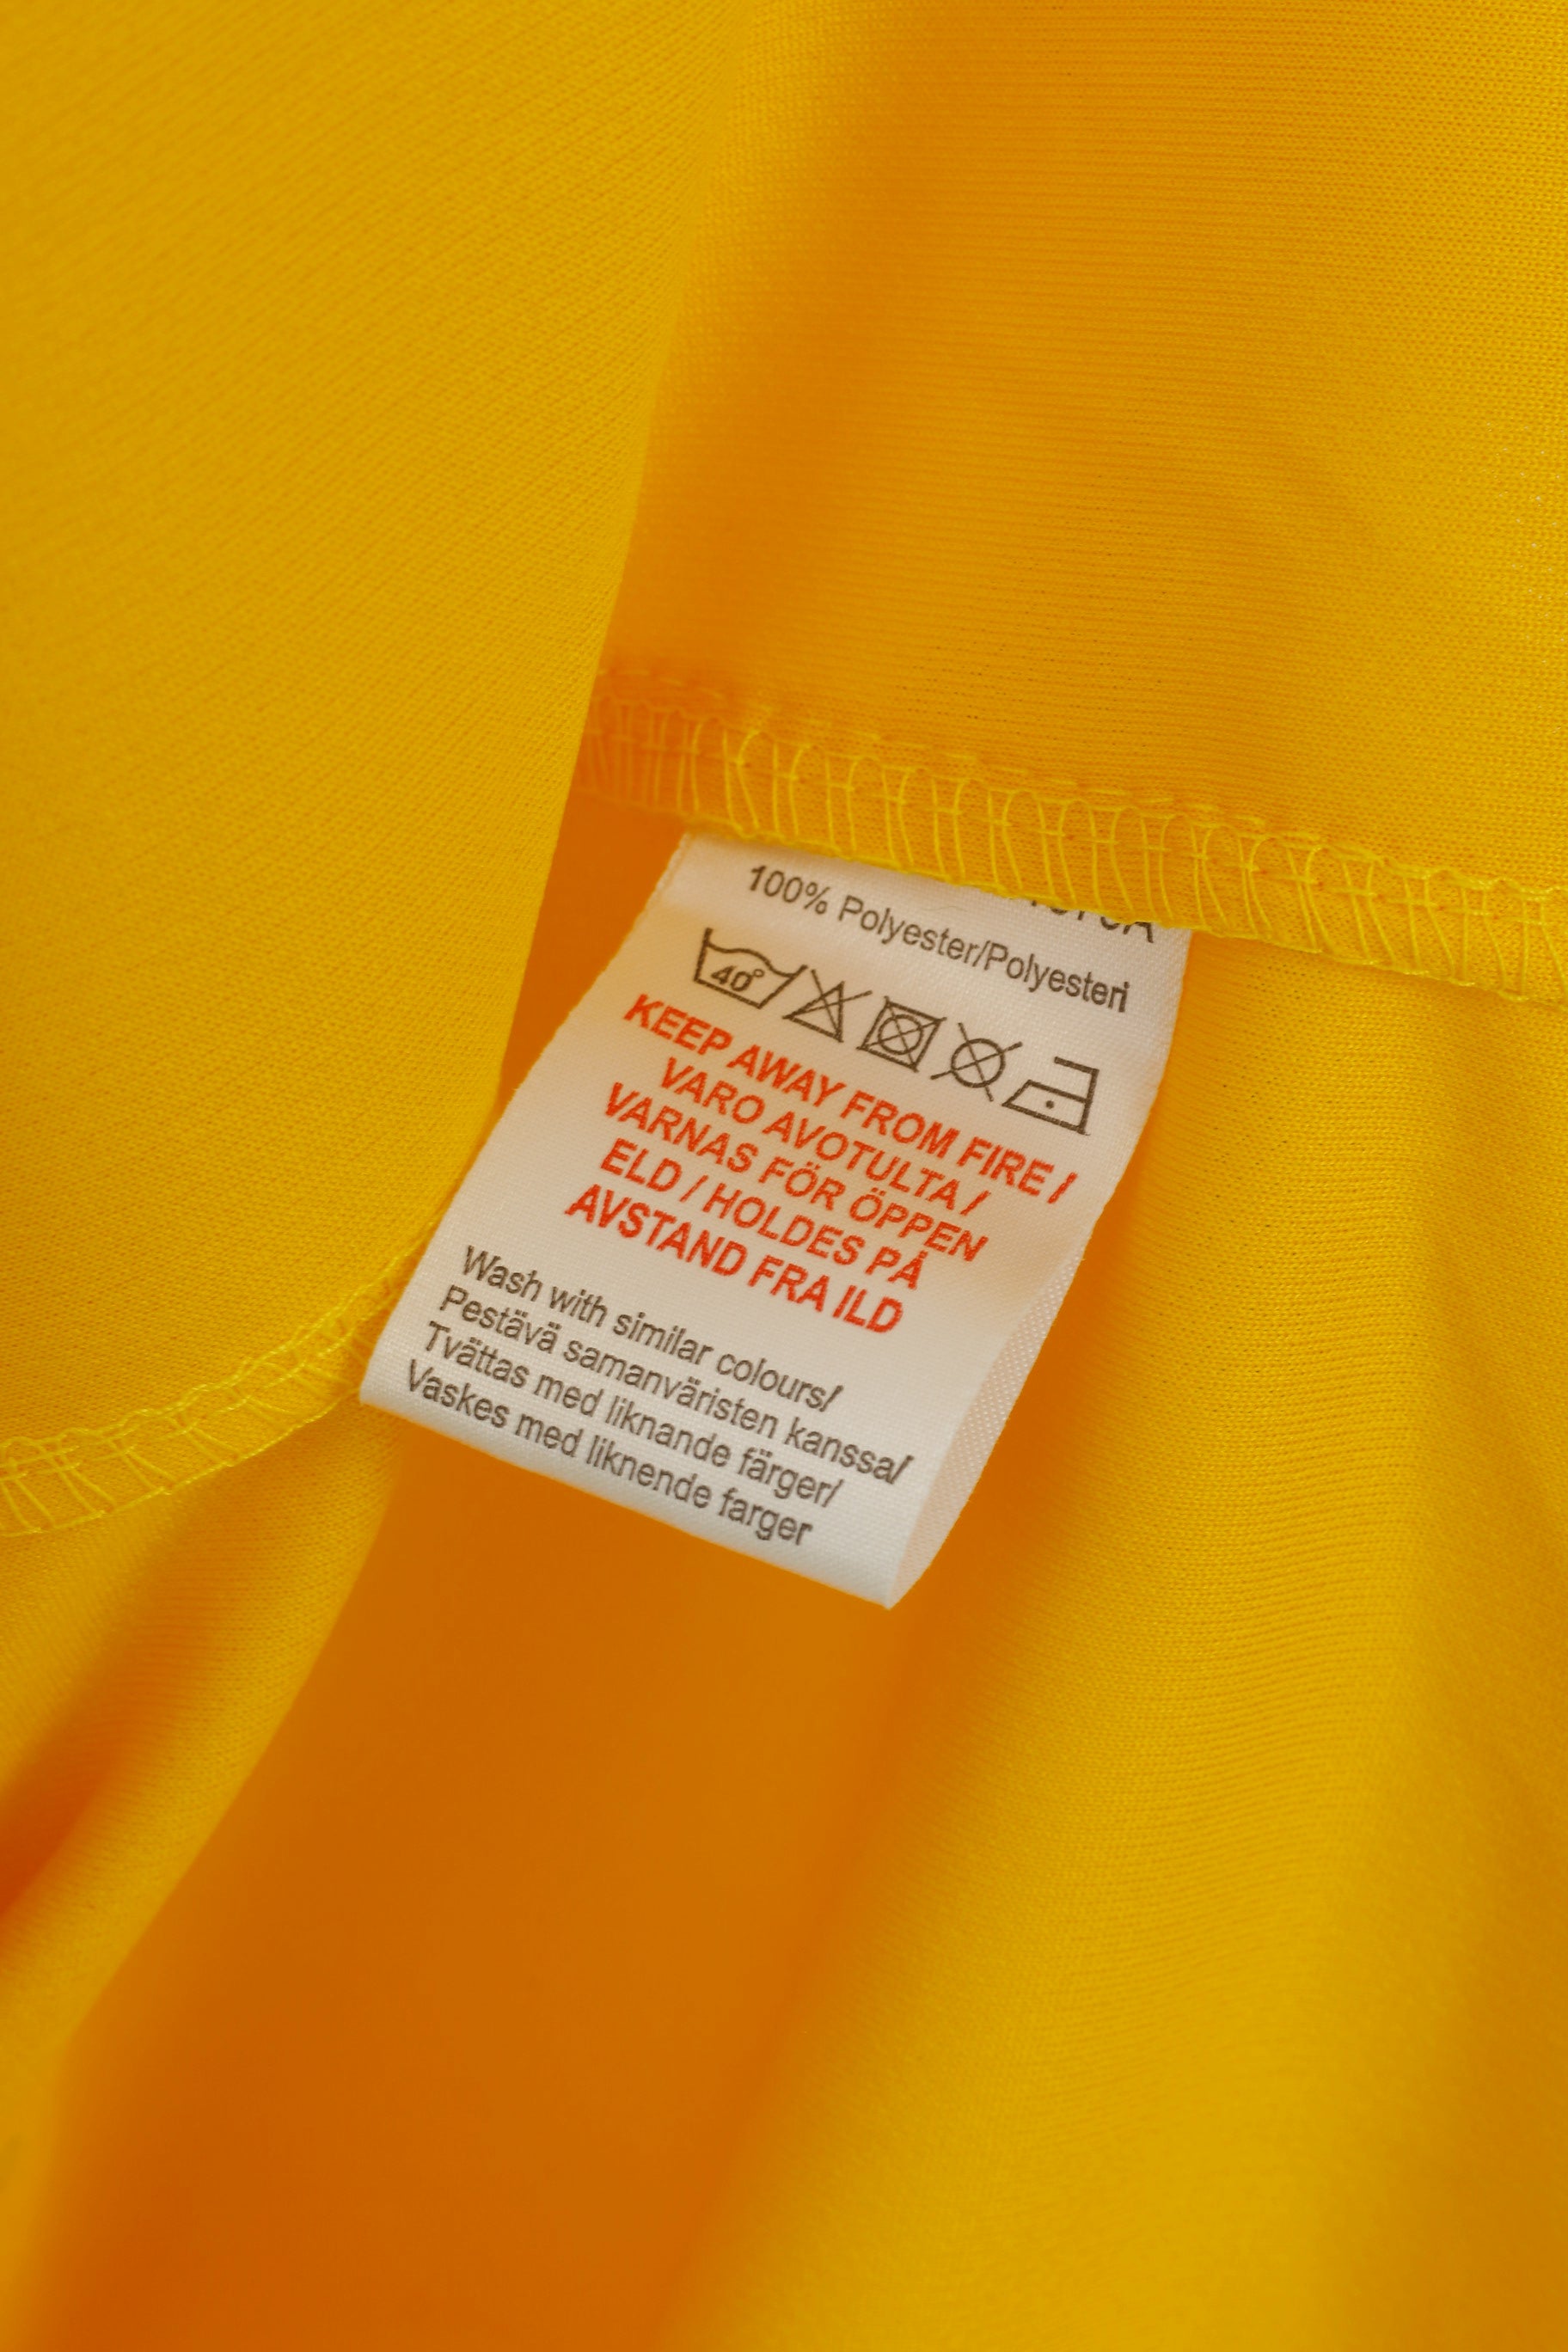 100% Polyester/Polyesteri
40°
KEEP AWAY FROM FIRE /
VARO AVOTULTA /
VARNAS FÖR ÖPPEN
ELD / HOLDES PÅ
AVSTAND FRA ILD
Wash with similar colours/
Pestävä samanväristen kanssa/
Tvättas med liknande färger/
Vaskes med liknende farger